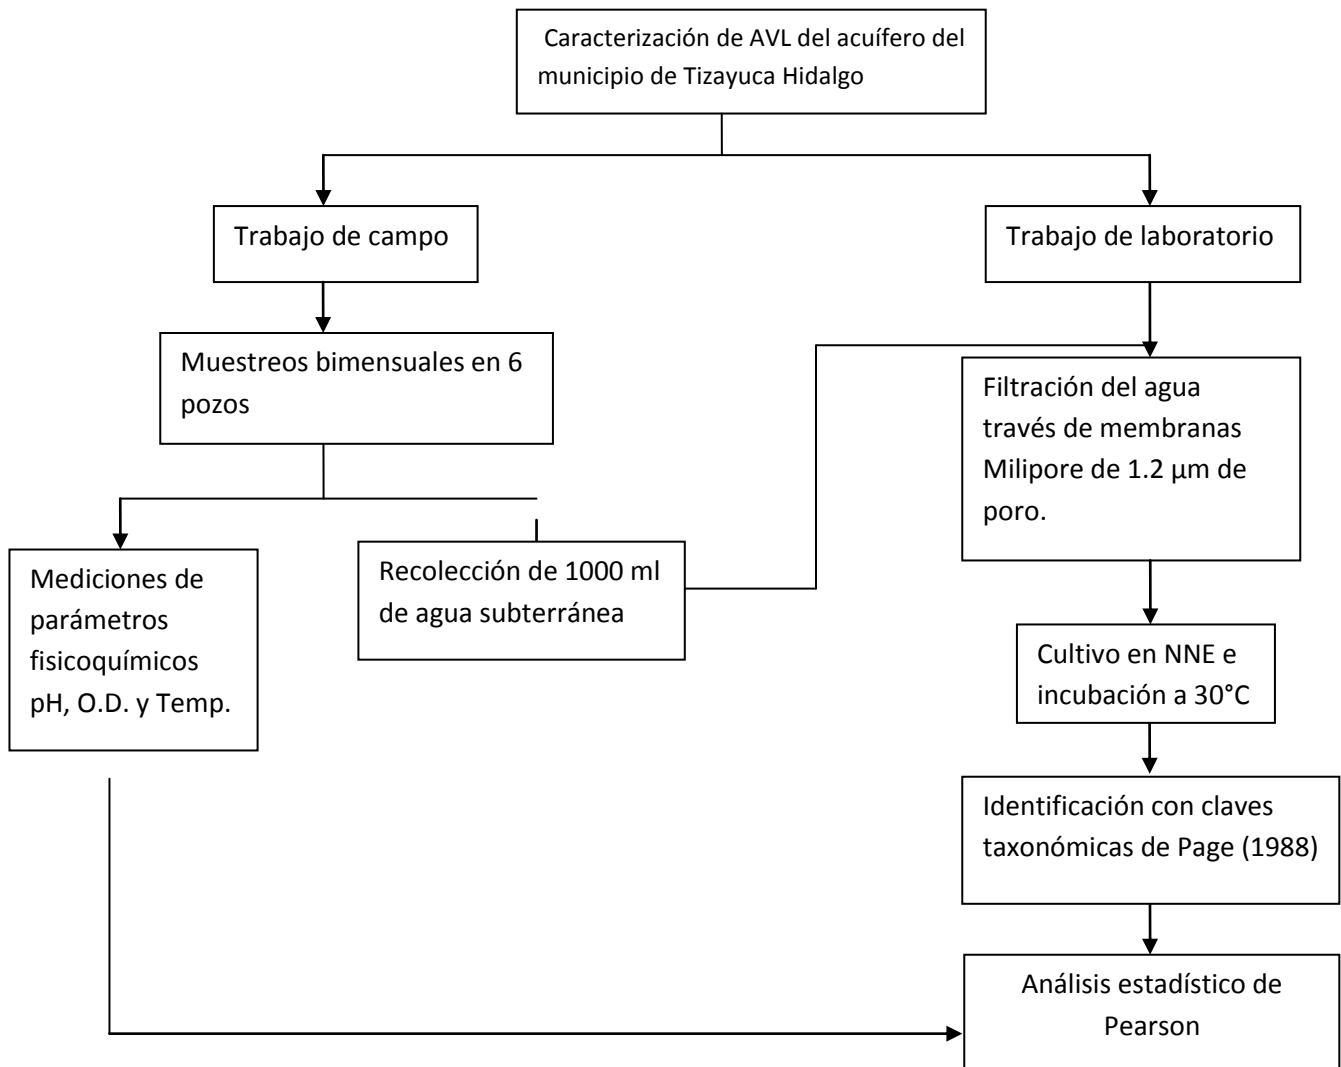 Caracterización de AVL del acuífero del
municipio de Tizayuca Hidalgo
Trabajo de campo
Trabajo de laboratorio
Muestreos bimensuales en 6
pozos
Filtración del agua
través de membranas
Milipore de 1.2 µm de
poro.
Mediciones de
parámetros
fisicoquímicos
pH, O.D. y Temp.
Recolección de 1000 ml
de agua subterránea
Cultivo en NNE e
incubación a 30°C
Identificación con claves
taxonómicas de Page (1988)
Análisis estadístico de
Pearson